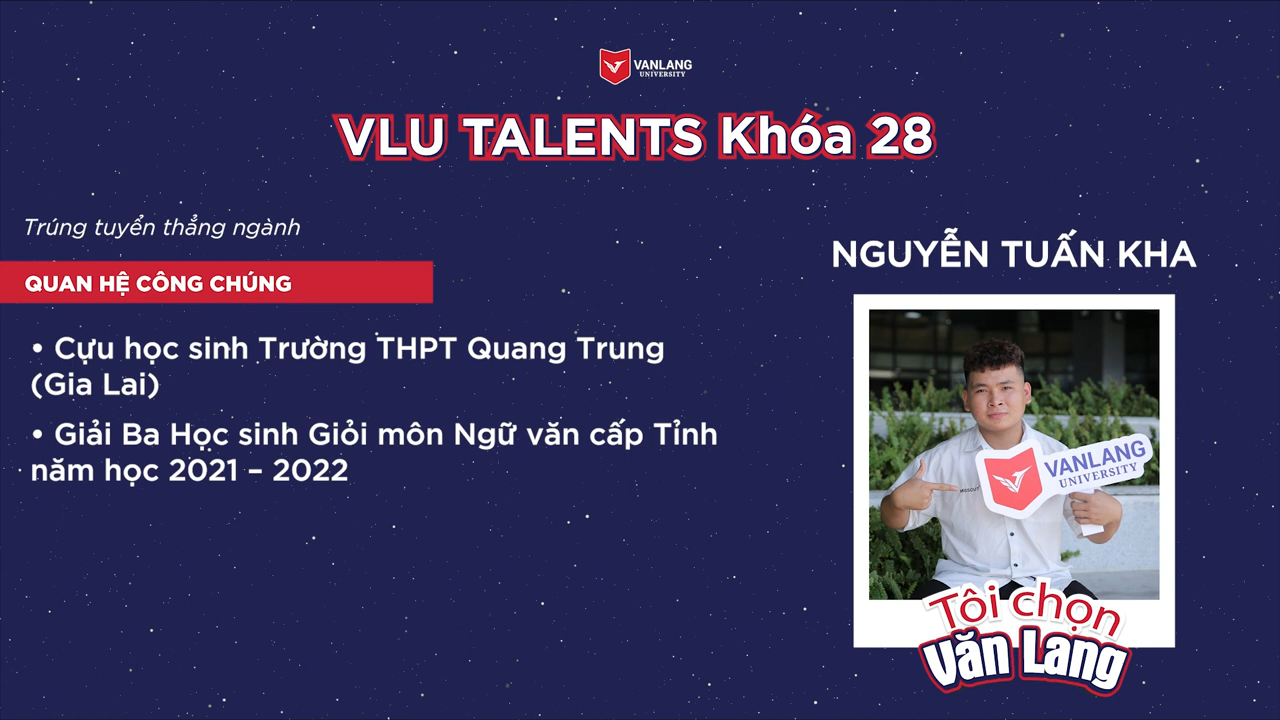 VANLANG
UNIVERSITY
VLU TALENTS Khóa 28
Trúng tuyển thẳng ngành
QUAN HỆ CÔNG CHÚNG
• Cựu học sinh Trường THPT Quang Trung
(Gia Lai)
• Giải Ba Học sinh Giỏi môn Ngữ văn cấp Tỉnh
năm học 2021 – 2022
NGUYỄN TUẤN KHA
VANLANG
UNIVERSITY
Tôi chọn
Văn Lang